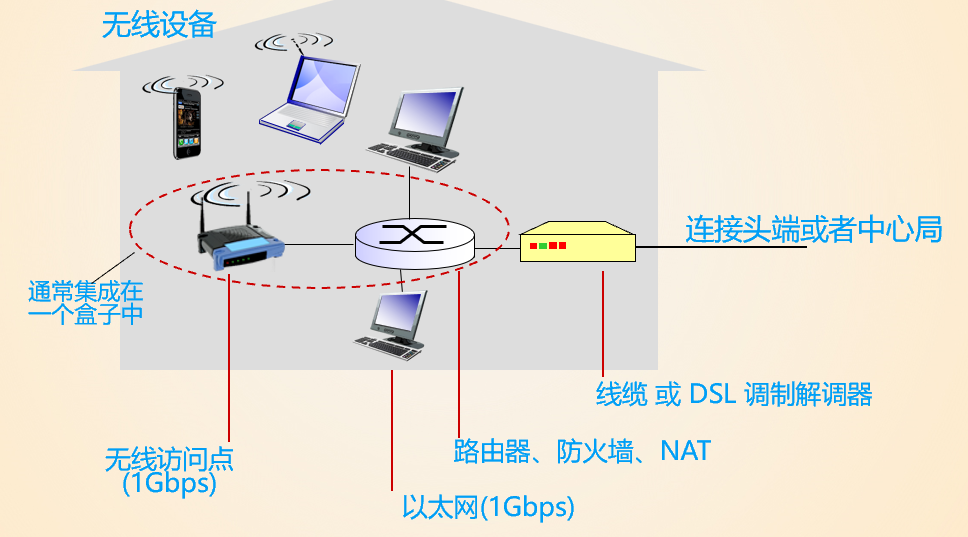 无线设备
连接头端或者中心局
通常集成在
一个盒子中
线缆 或 DSL 调制解调器
路由器、防火墙、NAT
无线访问点
(1Gbps)
以太网(1Gbps)